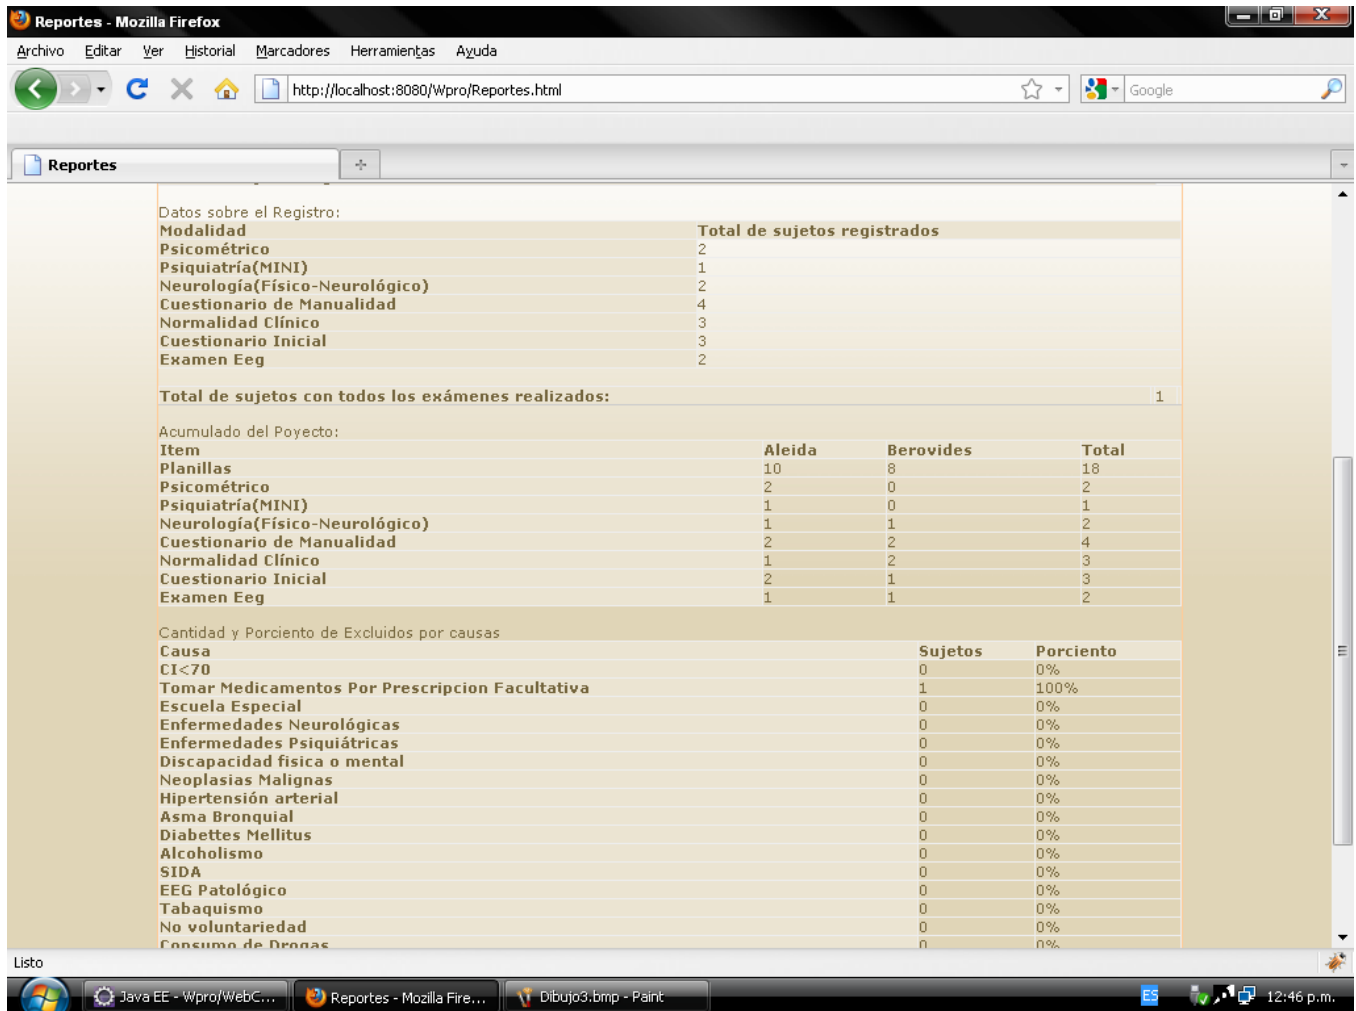 Reportes - Mozilla Firefox
Archivo Editar Ver Historial Marcadores Herramientas Ayuda
http://localhost:8080/Wpro/Reportes.html Google
Reportes
Datos sobre el Registro:
Modalidad Total de sujetos registrados
Psicométrico 2
Psiquiatría(MINI) 1
Neurología(Físico-Neurológico) 2
Cuestionario de Manualidad 4
Normalidad Clínico 3
Cuestionario Inicial 3
Examen Eeg 2
Total de sujetos con todos los exámenes realizados: 1
Acumulado del Poyecto:
Item Aleida Berovides Total
Planillas 10 8 18
Psicométrico 2 0 2
Psiquiatría(MINI) 1 0 1
Neurología(Físico-Neurológico) 1 1 2
Cuestionario de Manualidad 2 2 4
Normalidad Clínico 1 2 3
Cuestionario Inicial 2 1 3
Examen Eeg 1 1 2
Cantidad y Porciento de Excluidos por causas
Causa Sujetos Porciento
CI<70 0 0%
Tomar Medicamentos Por Prescripcion Facultativa 1 100%
Escuela Especial 0 0%
Enfermedades Neurológicas 0 0%
Enfermedades Psiquiátricas 0 0%
Discapacidad fisica o mental 0 0%
Neoplasias Malignas 0 0%
Hipertensión arterial 0 0%
Asma Bronquial 0 0%
Diabettes Mellitus 0 0%
Alcoholismo 0 0%
SIDA 0 0%
EEG Patológico 0 0%
Tabaquismo 0 0%
No voluntariedad 0 0%
Consumo de Drogas 0 0%
Listo
Java EE - Wpro/WebC... Reportes - Mozilla Fire... Dibujo3.bmp - Paint ES 12:46 p.m.